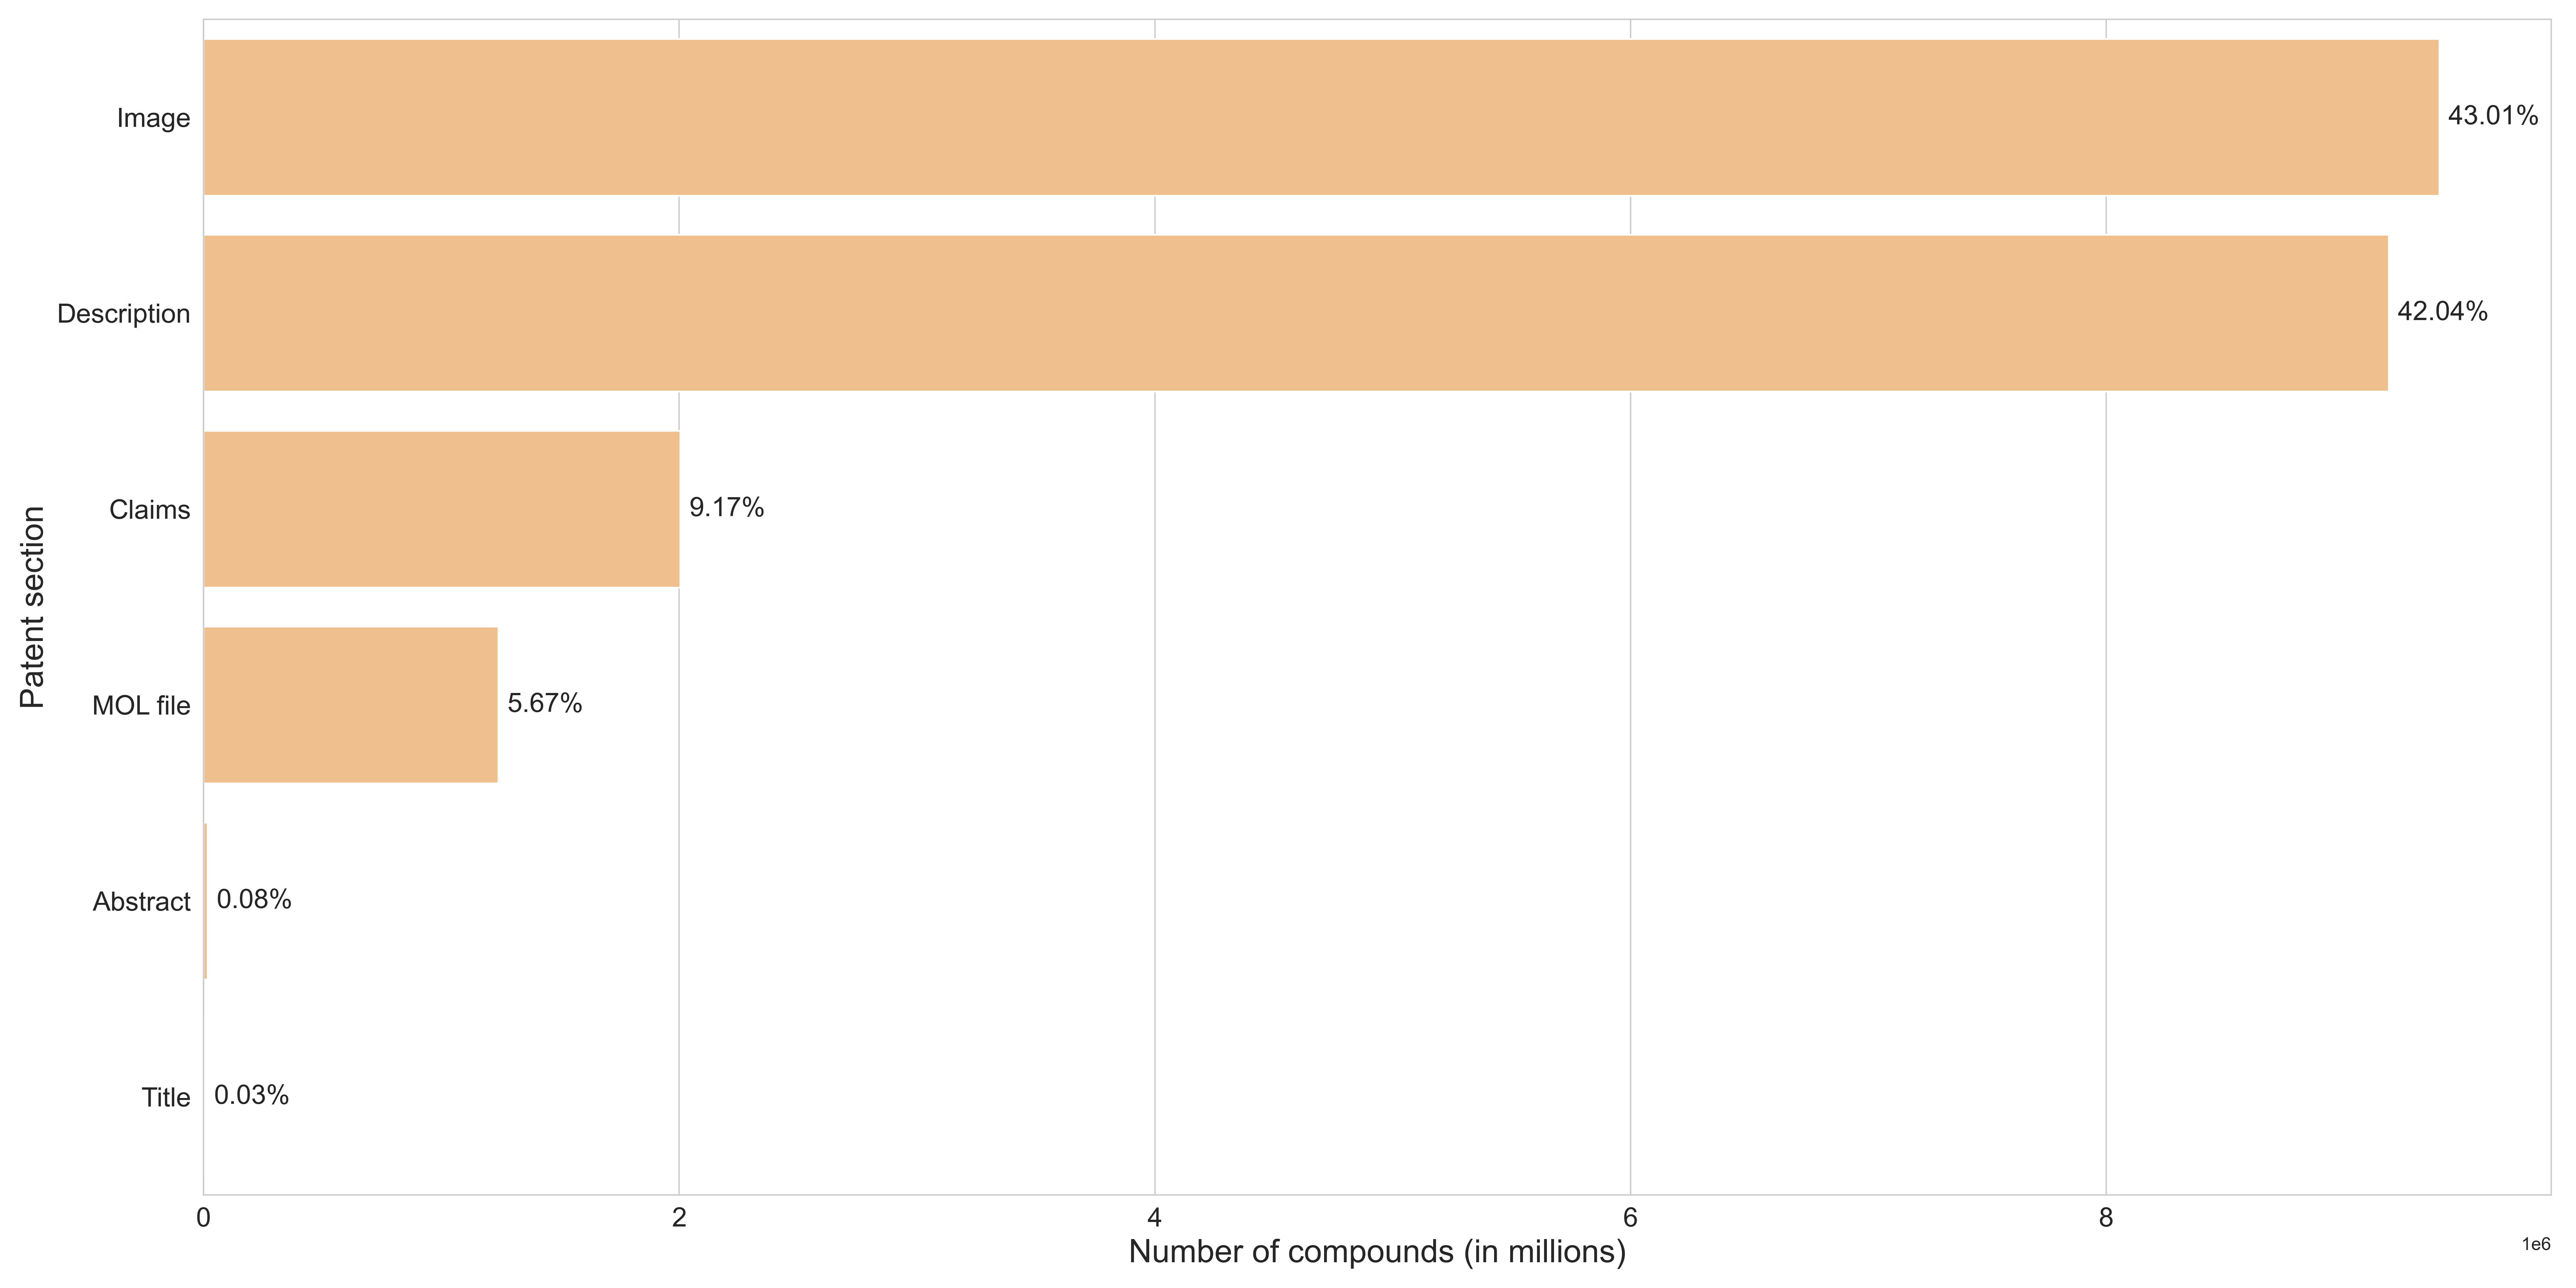 Patent section
Image
43.01%
Description
42.04%
Claims
9.17%
MOL file
5.67%
Abstract
0.08%
Title
0.03%
0
2
4
6
8
1e6
Number of compounds (in millions)